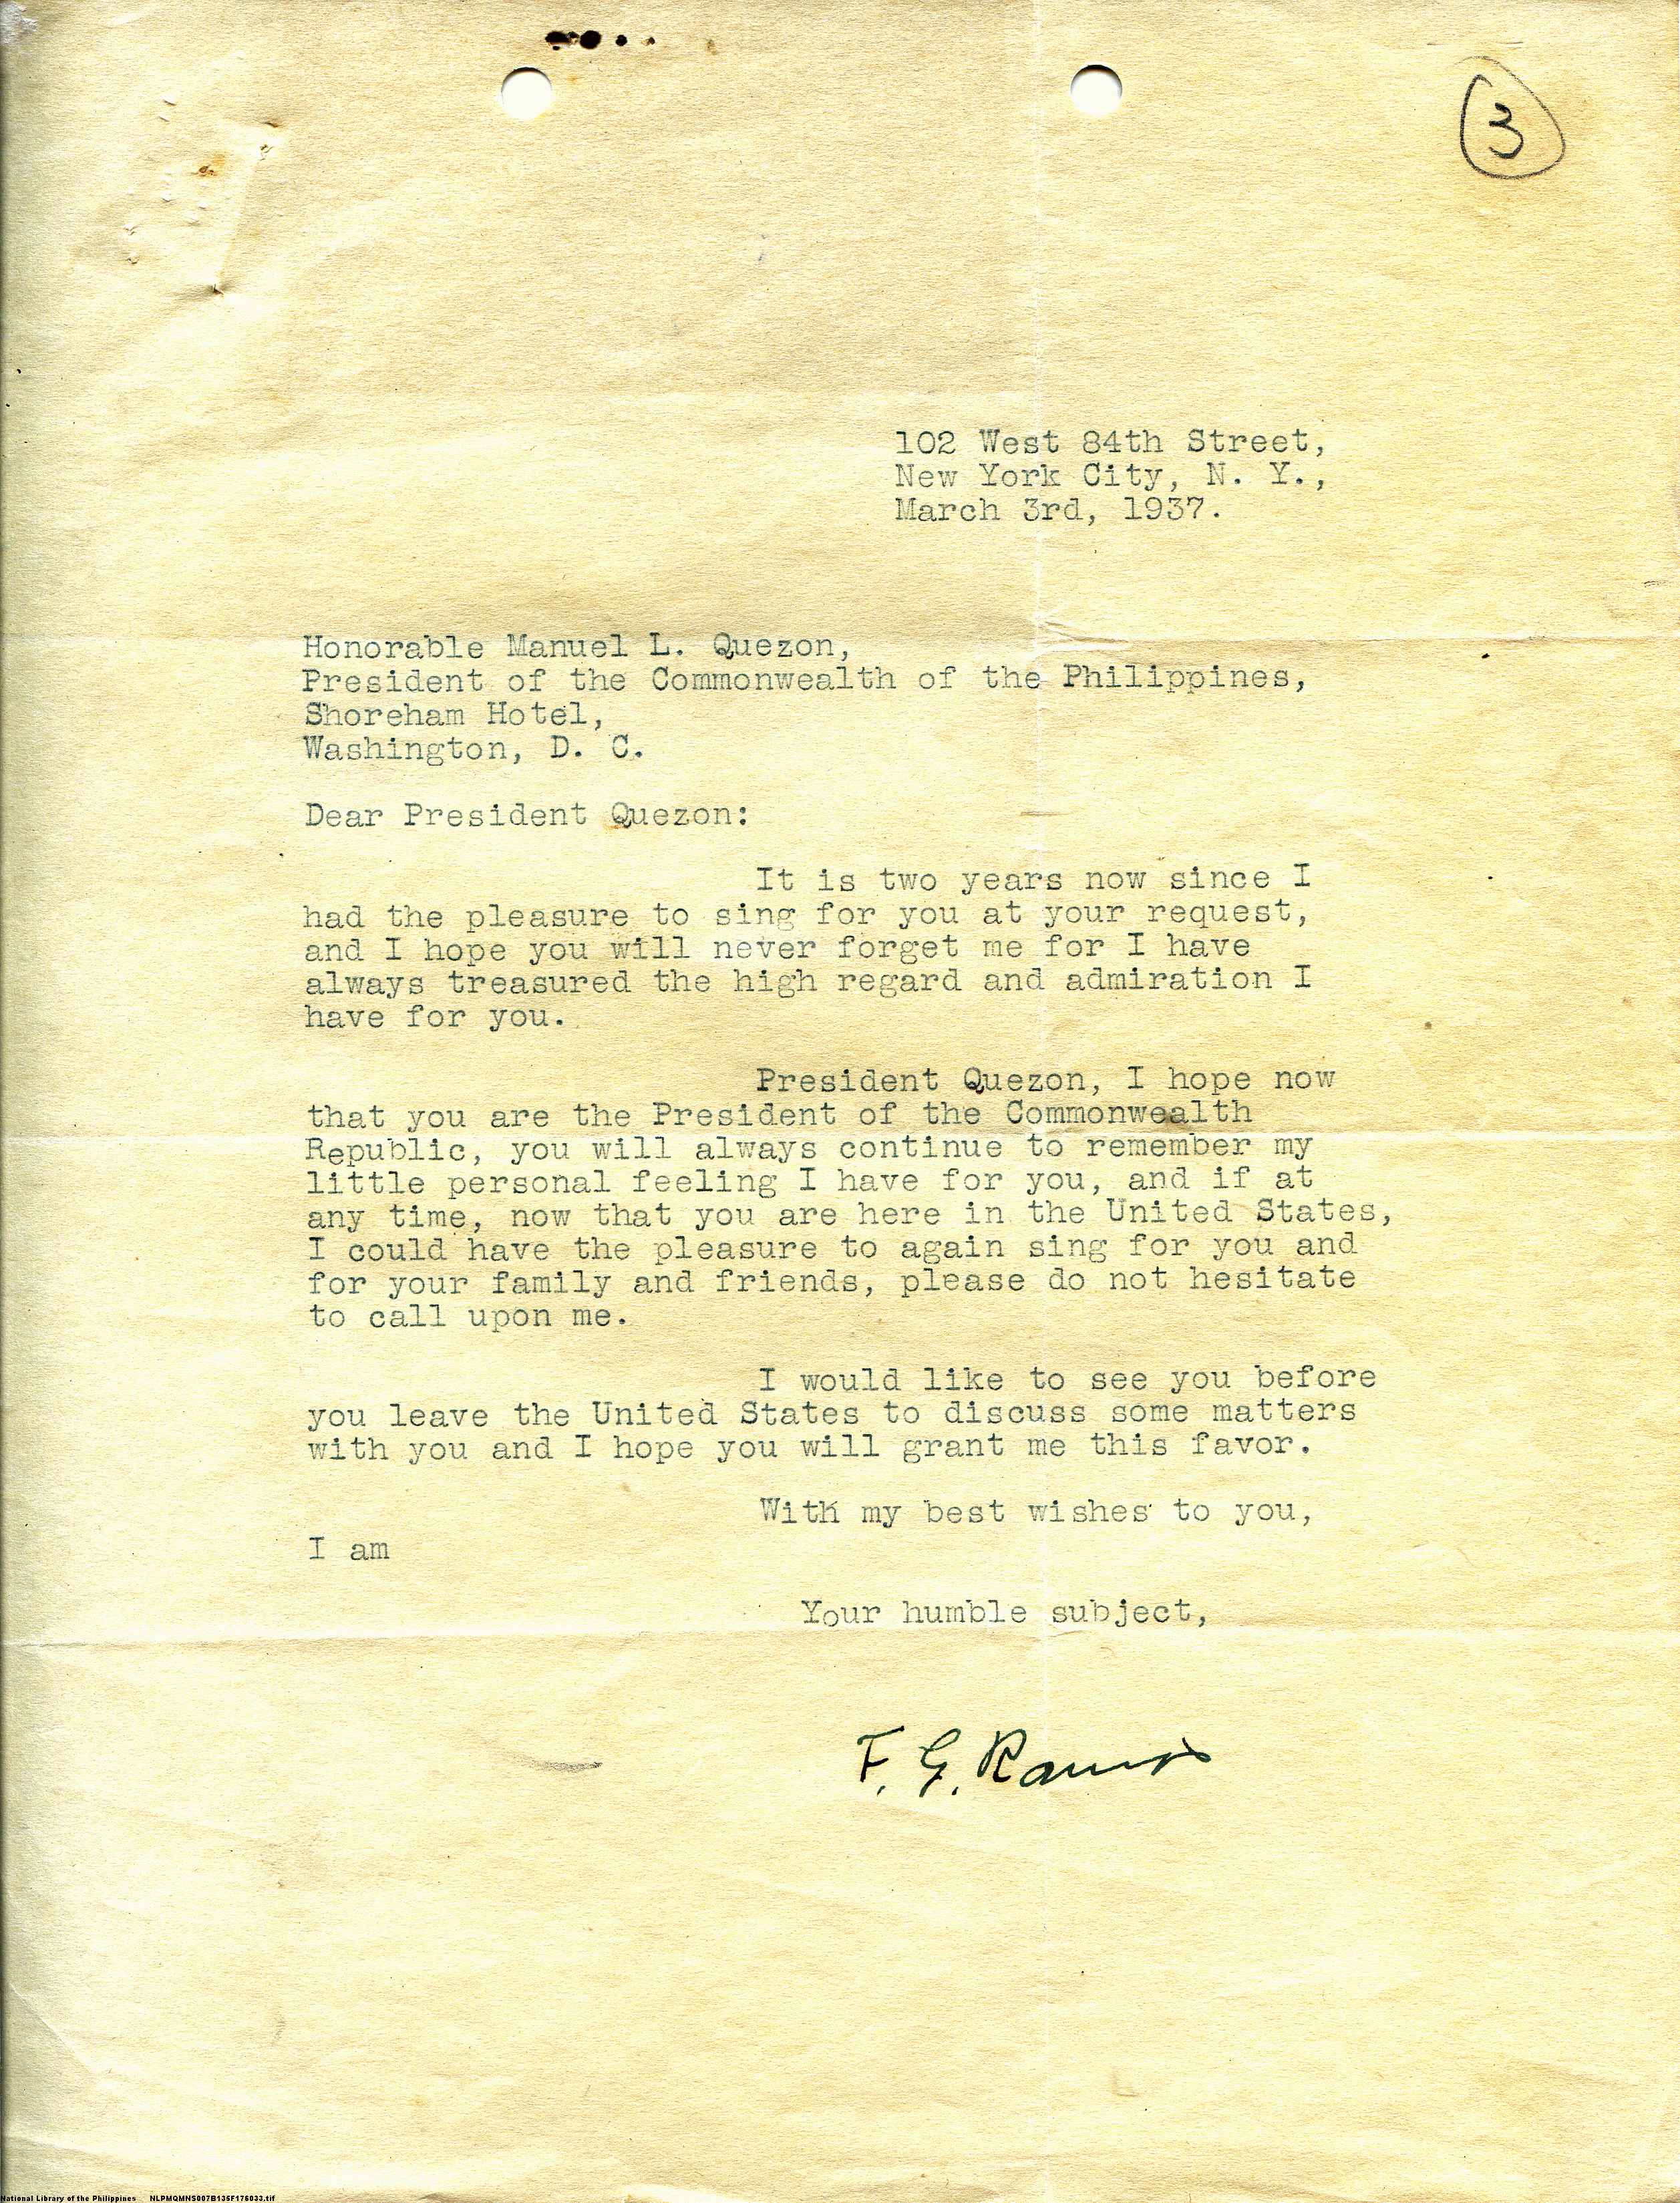 3
102 West 84th Street,
New York City, N. Y.,
March 3rd, 1937.
Honorable Manuel L. Quezon,
President of the Commonwealth of the Philippines,
Shoreham Hotel,
Washington, D. C.
Dear President Quezon:
It is two years now since I
had the pleasure to sing for you at your request,
and I hope you will never forget me for I have
always treasured the high regard and admiration I
have for you.
President Quezon, I hope now
that you are the President of the Commonwealth
Republic, you will always continue to remember my
little personal feeling I have for you, and if at
any time, now that you are here in the United States,
I could have the pleasure to again sing for you and
for your family and friends, please do not hesitate
to call upon me.
I would like to see you before
you leave the United States to discuss some matters
with you and I hope you will grant me this favor.
With my best wishes to you,
I am
Your humble subject,
F. G. Ramos
National Library of the Philippines NLPMQMNS007B135F176033.tif